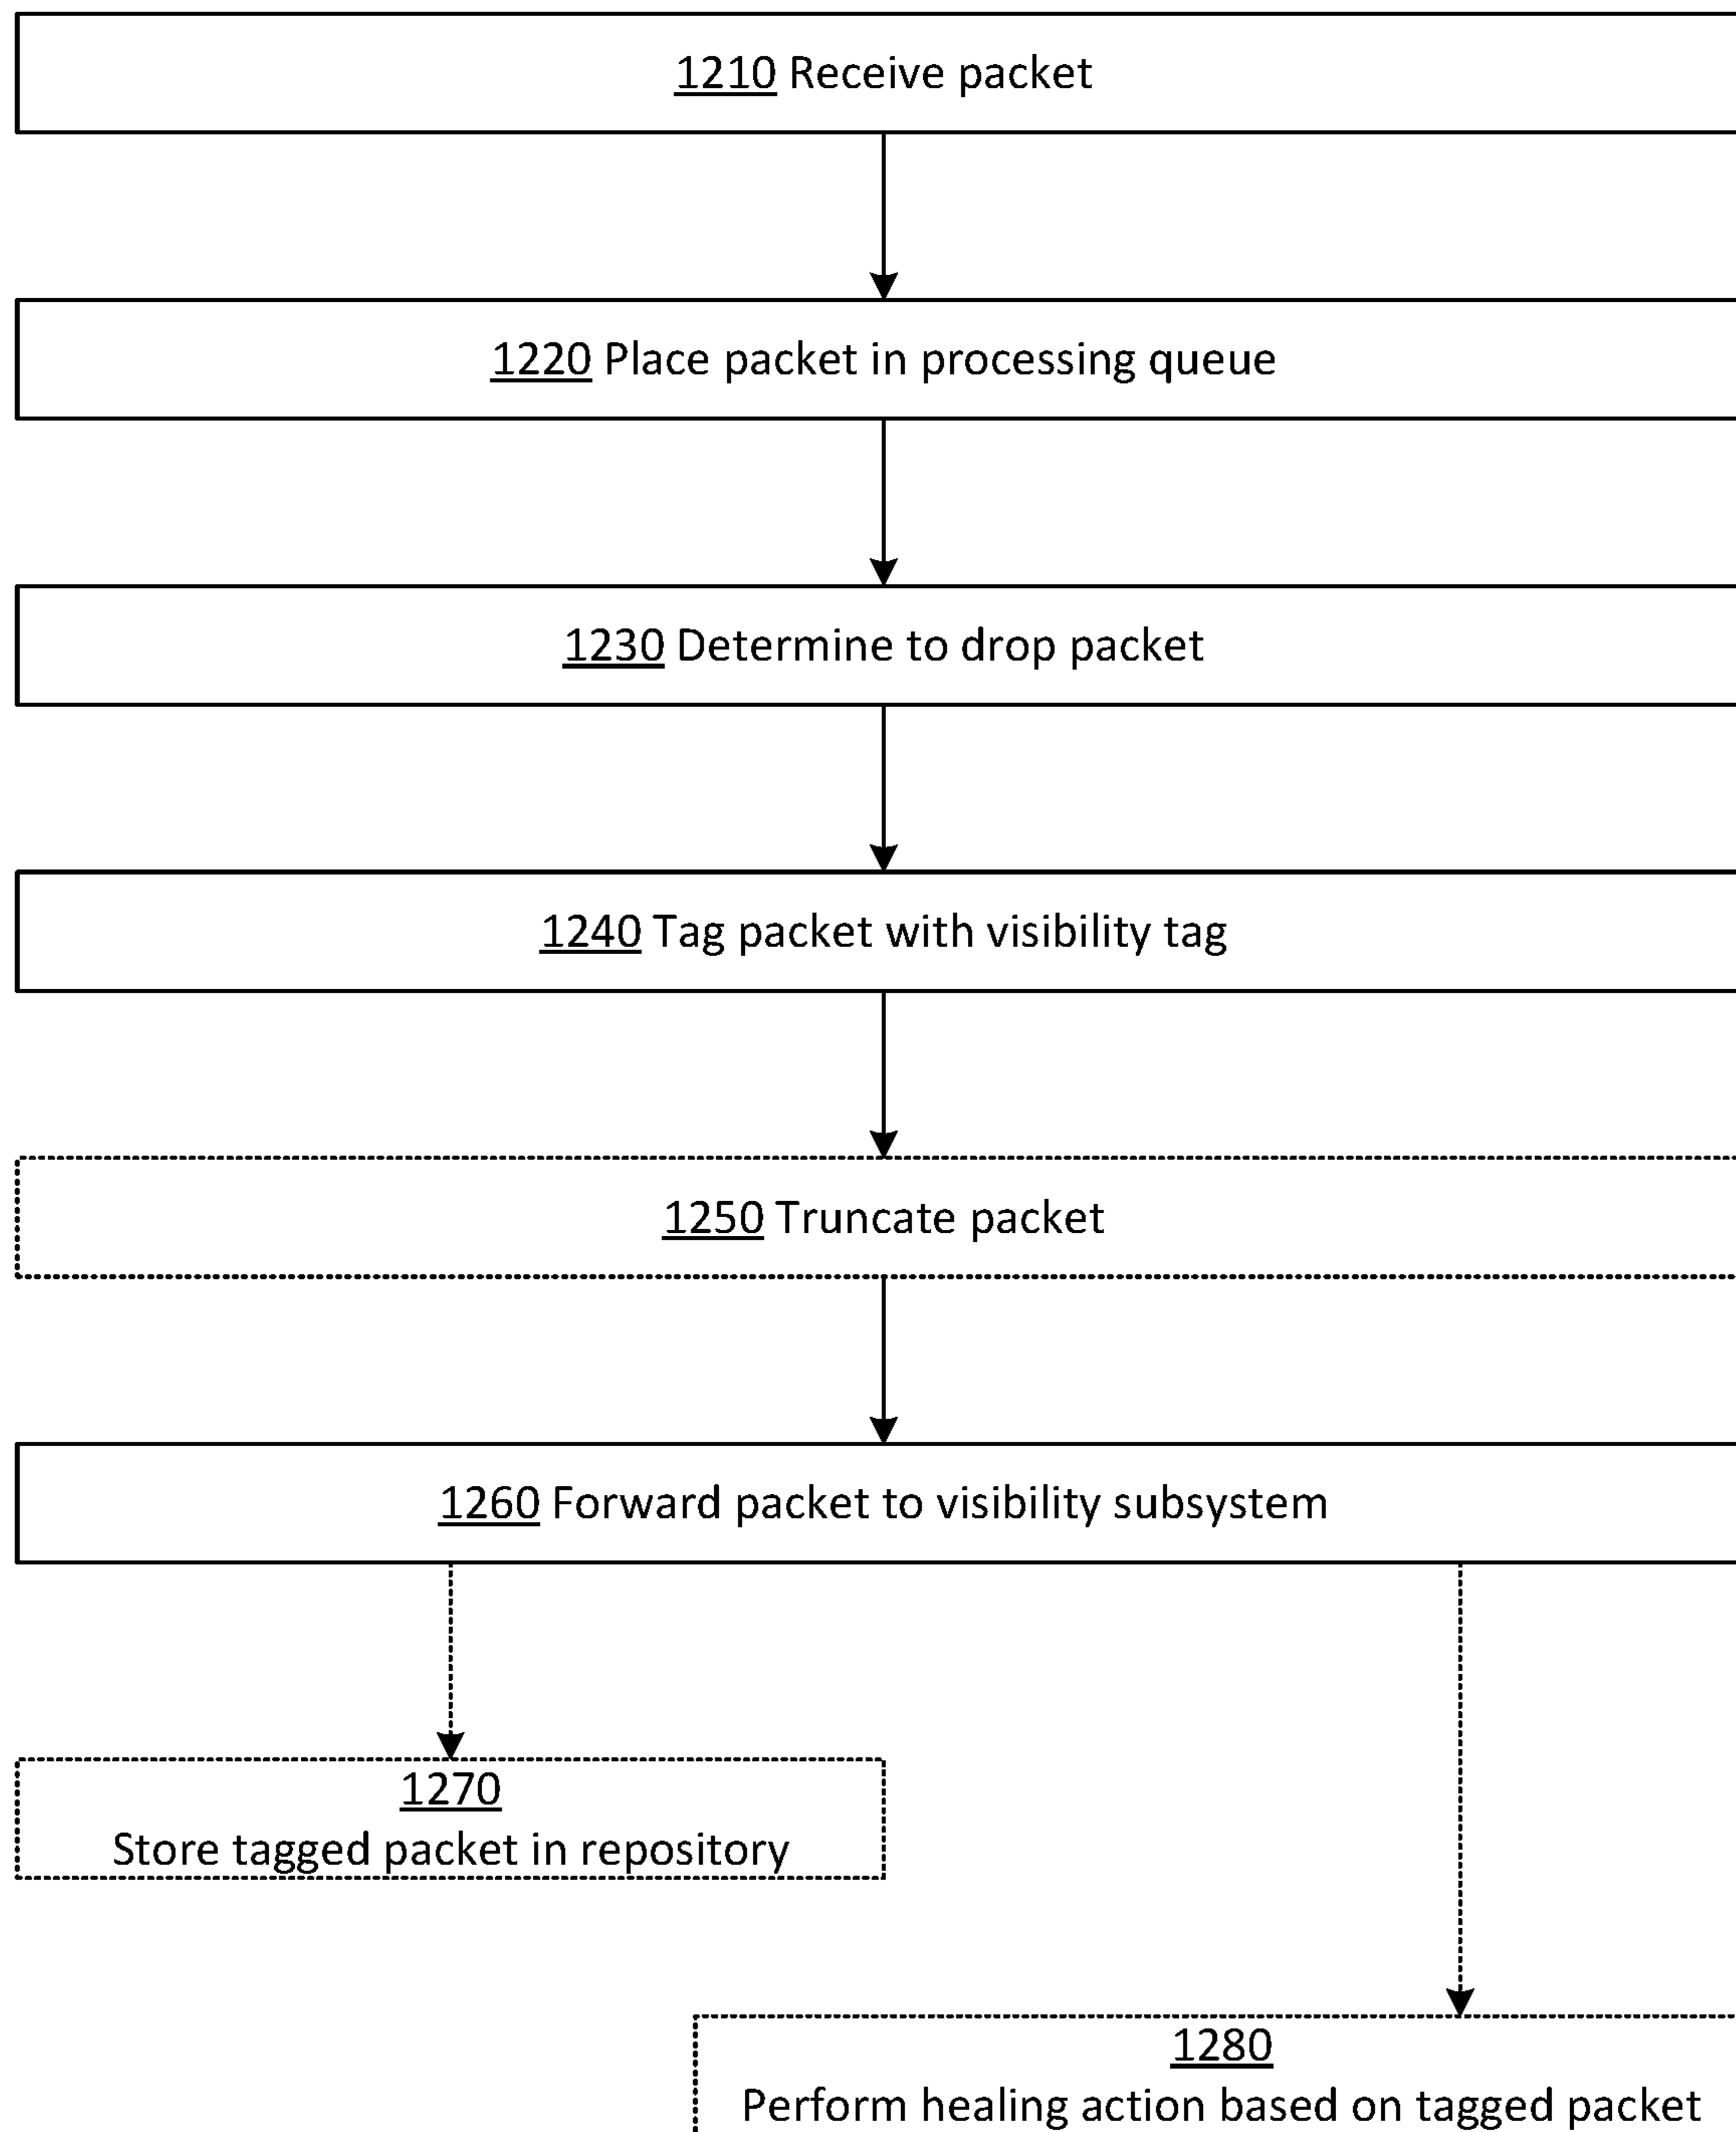 1210 Receive packet
1220 Place packet in processing queue
1230 Determine to drop packet
1240 Tag packet with visibility tag
1250 Truncate packet
1260 Forward packet to visibility subsystem
1270
Store tagged packet in repository
1280
Perform healing action based on tagged packet